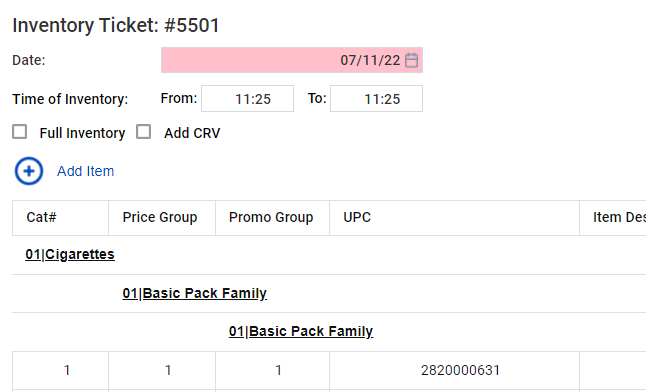 Inventory Ticket: #5501
Date: 07/11/22
Time of Inventory: From: 11:25 To: 11:25
Full Inventory Add CRV
Add Item
Cat# Price Group Promo Group UPC Item Des
01|Cigarettes
01|Basic Pack Family
01|Basic Pack Family
1 1 1 2820000631